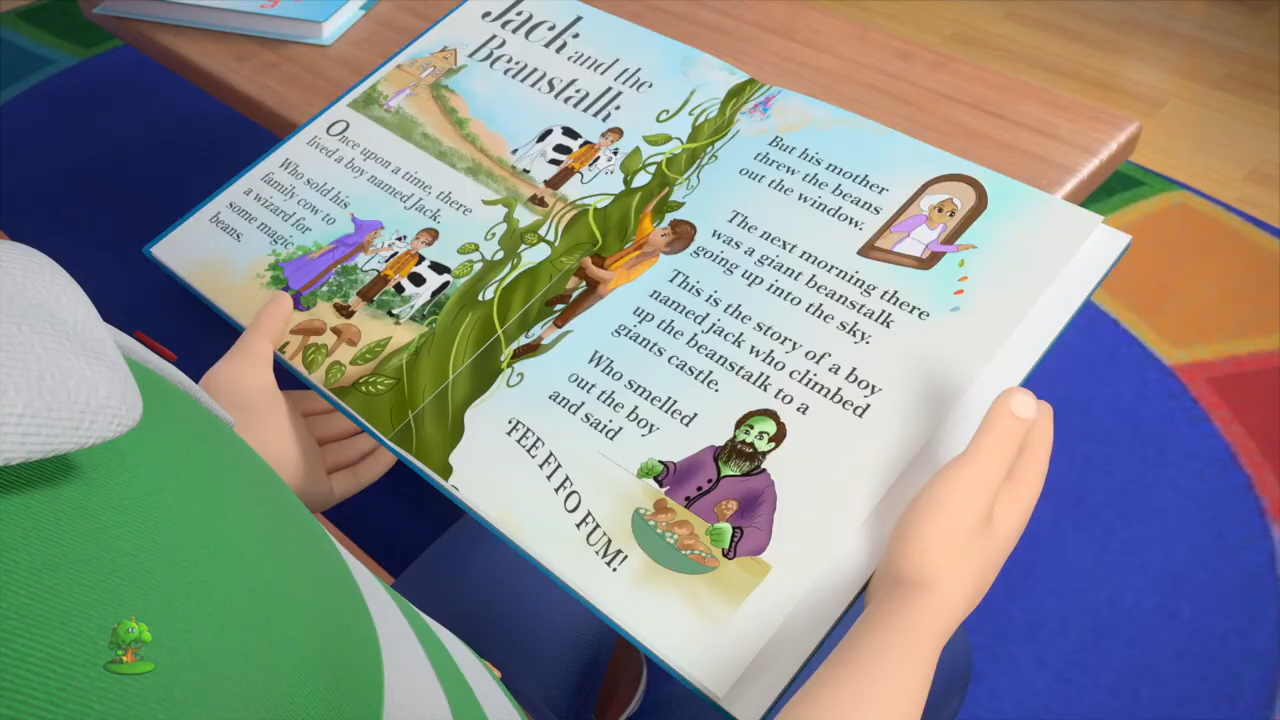 Jack and the
Beanstalk
Once upon a time, there
lived a boy named Jack.
Who sold his
family cow to
a wizard for
some magic
beans.
But his mother
threw the beans
out the window.
The next morning there
was a giant beanstalk
going up into the sky.
This is the story of a boy
named jack who climbed
up the beanstalk to a
giants castle.
Who smelled
out the boy
and said
‘FEE FI FO FUM!